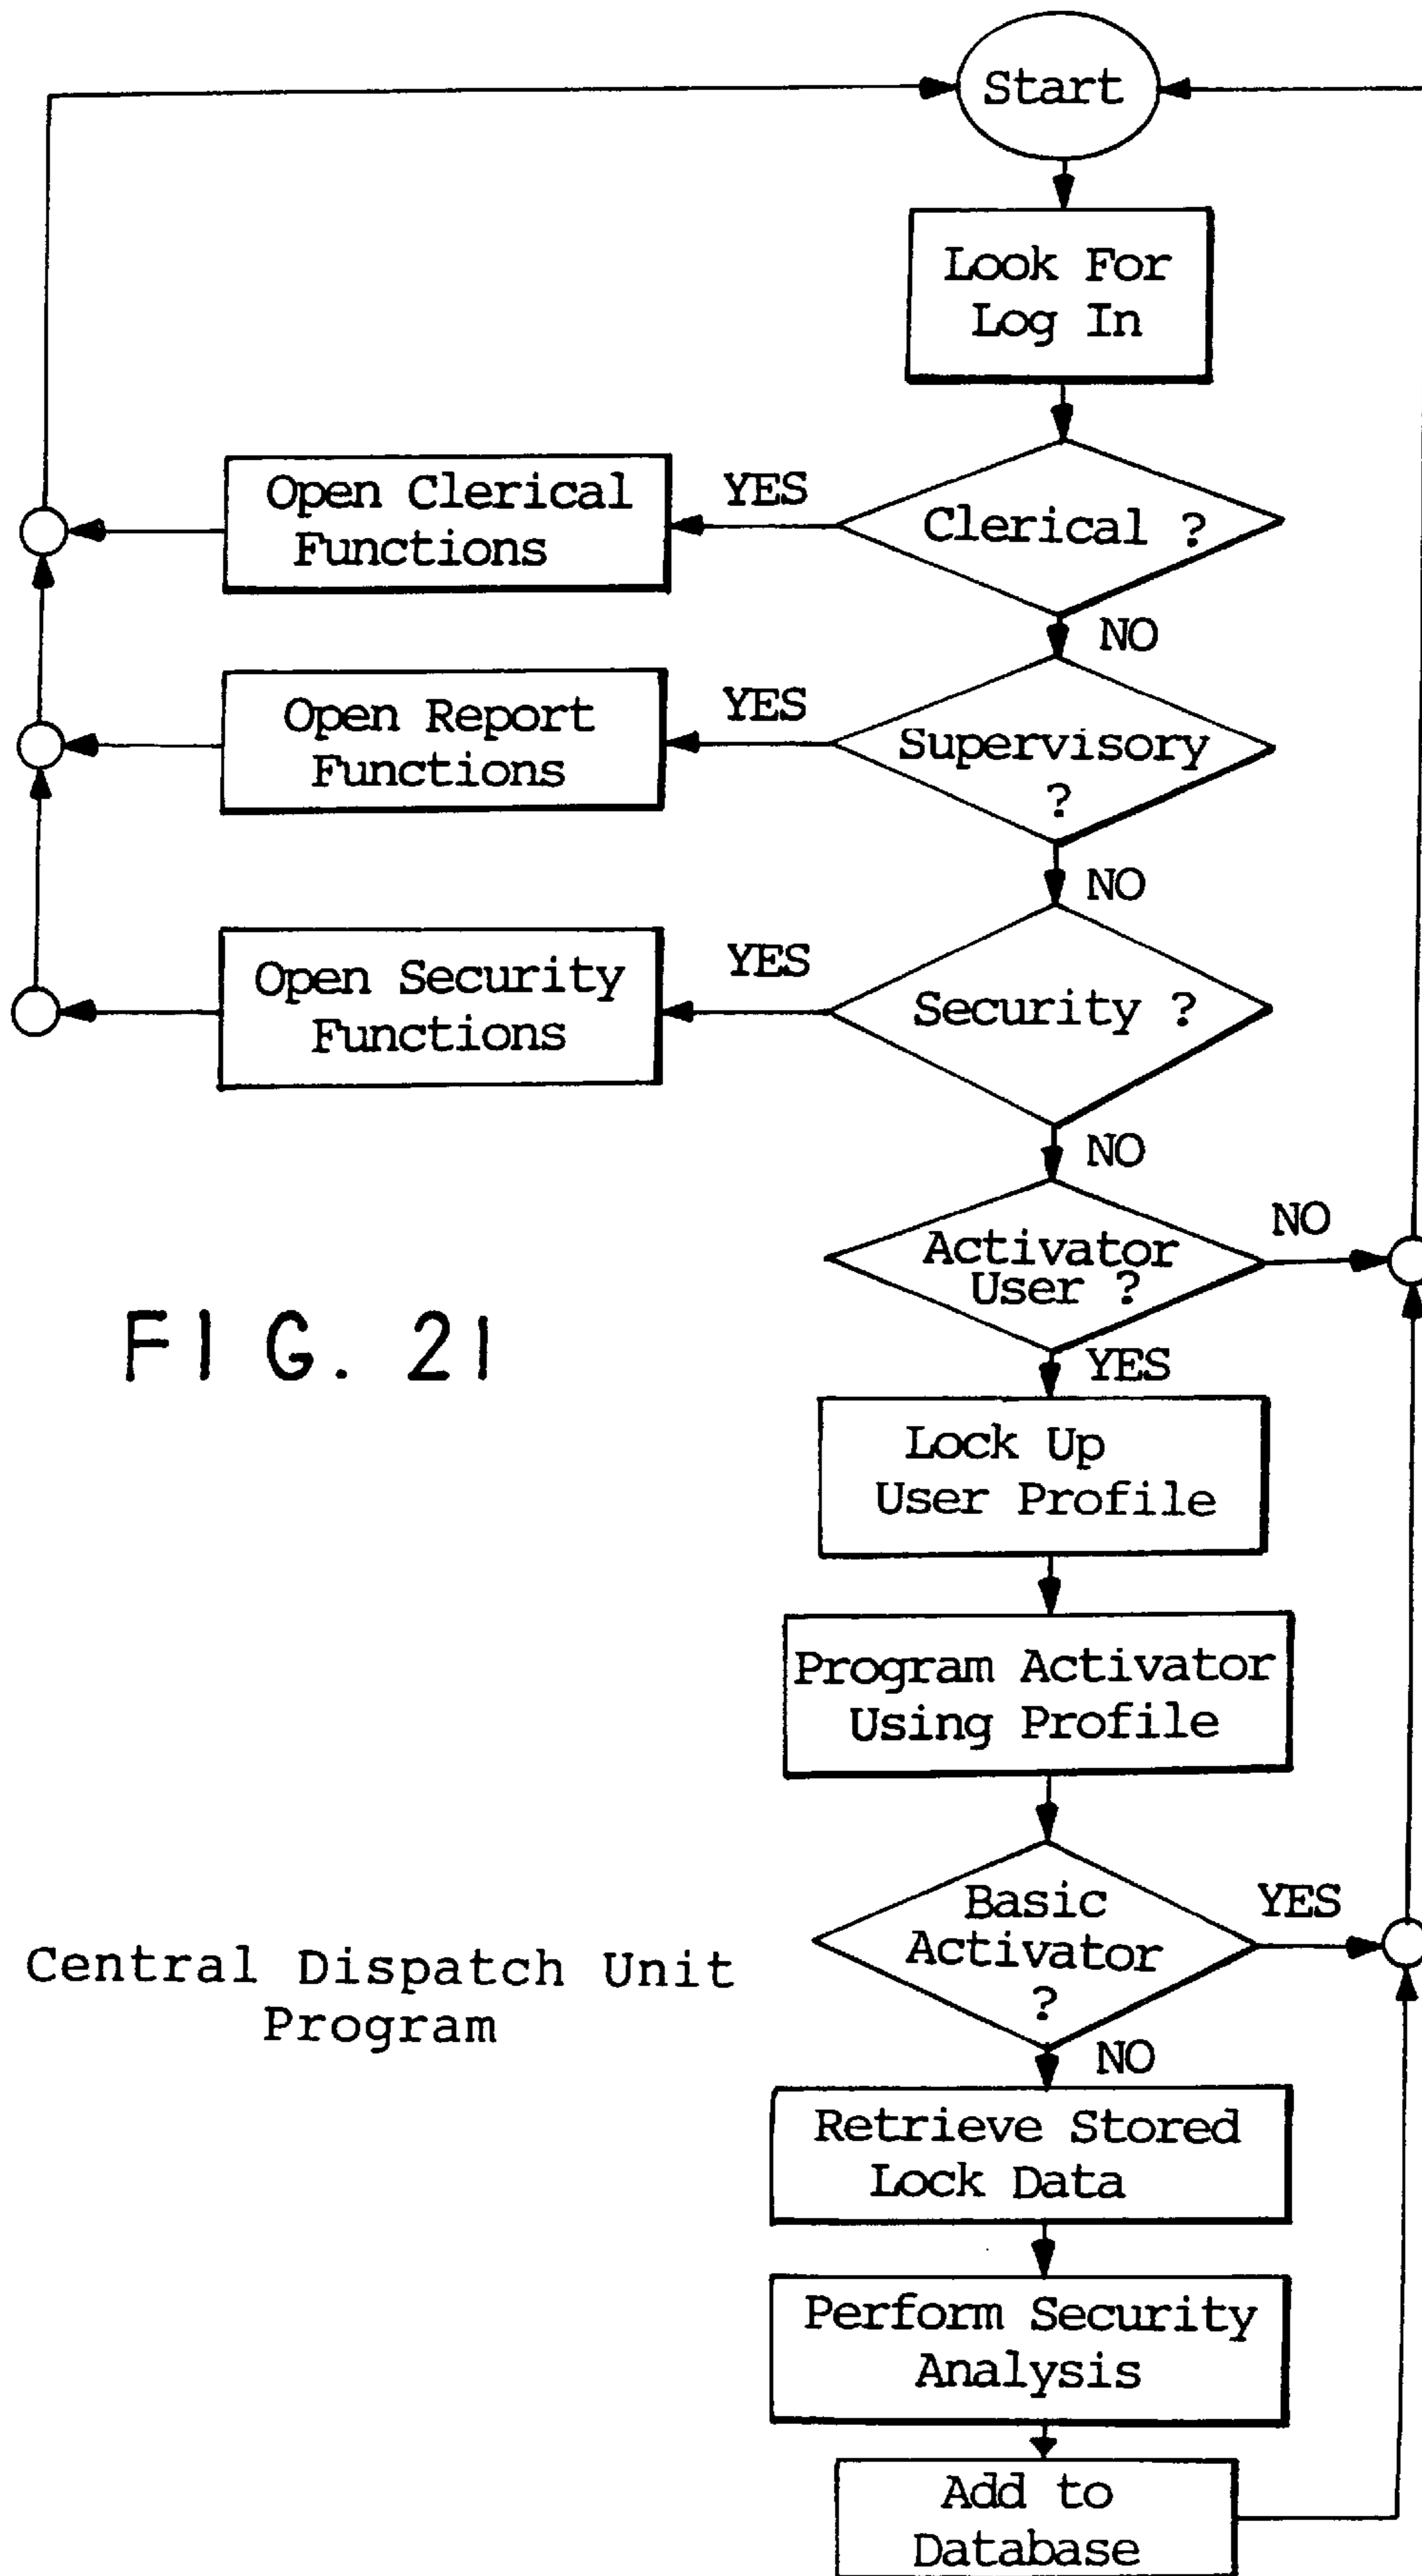 Start
Look For
Log In
Clerical ?
YES
Open Clerical
Functions
NO
Supervisory
?
YES
Open Report
Functions
NO
Security ?
YES
Open Security
Functions
NO
Activator
User ?
NO
YES
FIG. 21
Lock Up
User Profile
Program Activator
Using Profile
Basic
Activator
?
YES
Central Dispatch Unit
Program
NO
Retrieve Stored
Lock Data
Perform Security
Analysis
Add to
Database